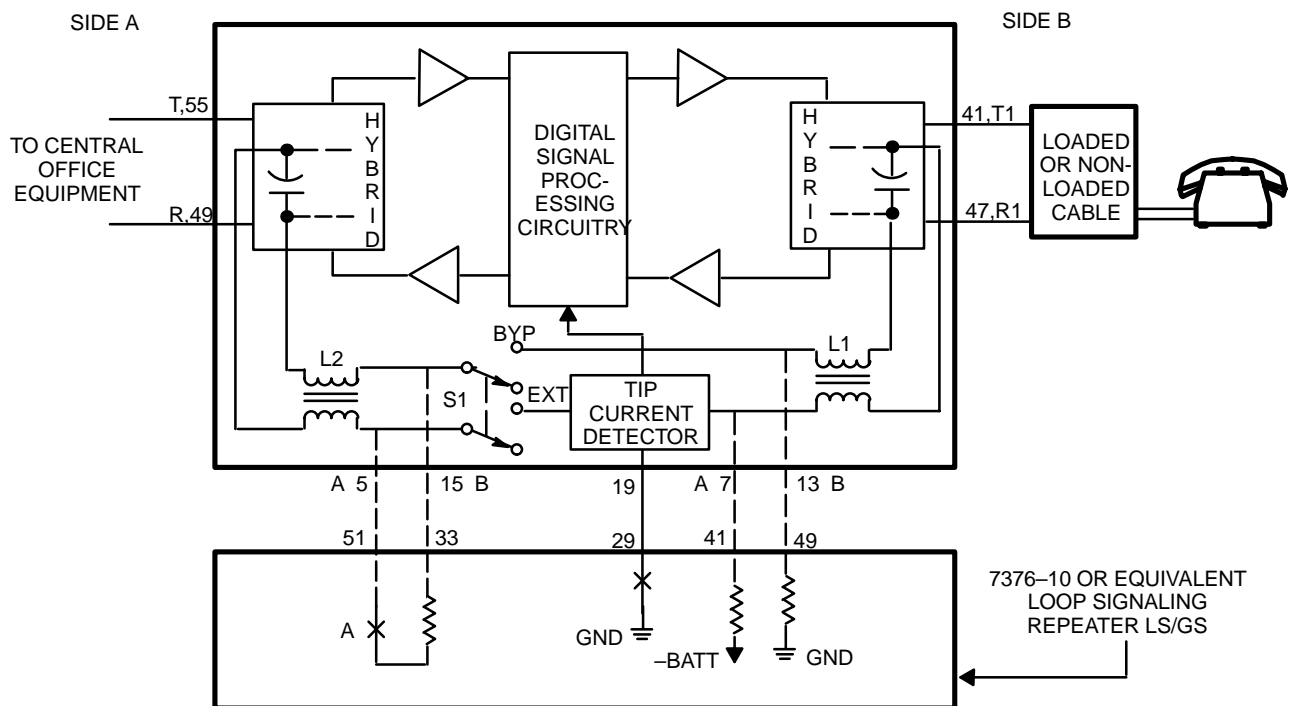 SIDE A
SIDE B
T,55
TO CENTRAL
OFFICE
EQUIPMENT
R,49
HYBRID
DIGITAL
SIGNAL
PROC-
ESSING
CIRCUITRY
HYBRID
41,T1
47,R1
LOADED
OR NON-
LOADED
CABLE
BYP
L2
L1
S1
EXT
TIP
CURRENT
DETECTOR
A 5
15 B
19
A 7
13 B
51
33
29
41
49
A
GND
–BATT
GND
7376–10 OR EQUIVALENT
LOOP SIGNALING
REPEATER LS/GS